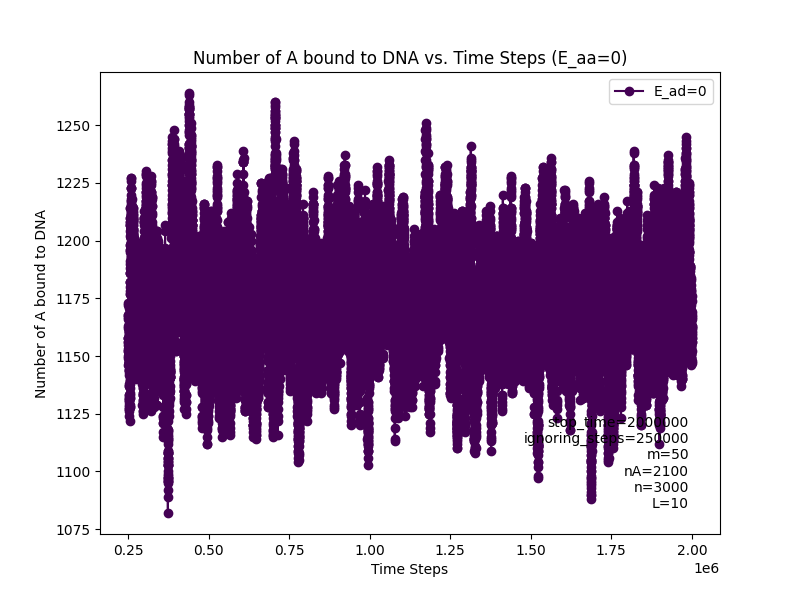 Number of A bound to DNA vs. Time Steps (E_aa=0)
E_ad=0
Number of A bound to DNA
1250
1225
1200
1175
1150
1125
1100
1075
stop_time=2000000
ignoring_steps=250000
m=50
nA=2100
n=3000
L=10
0.25 0.50 0.75 1.00 1.25 1.50 1.75 2.00
1e6
Time Steps